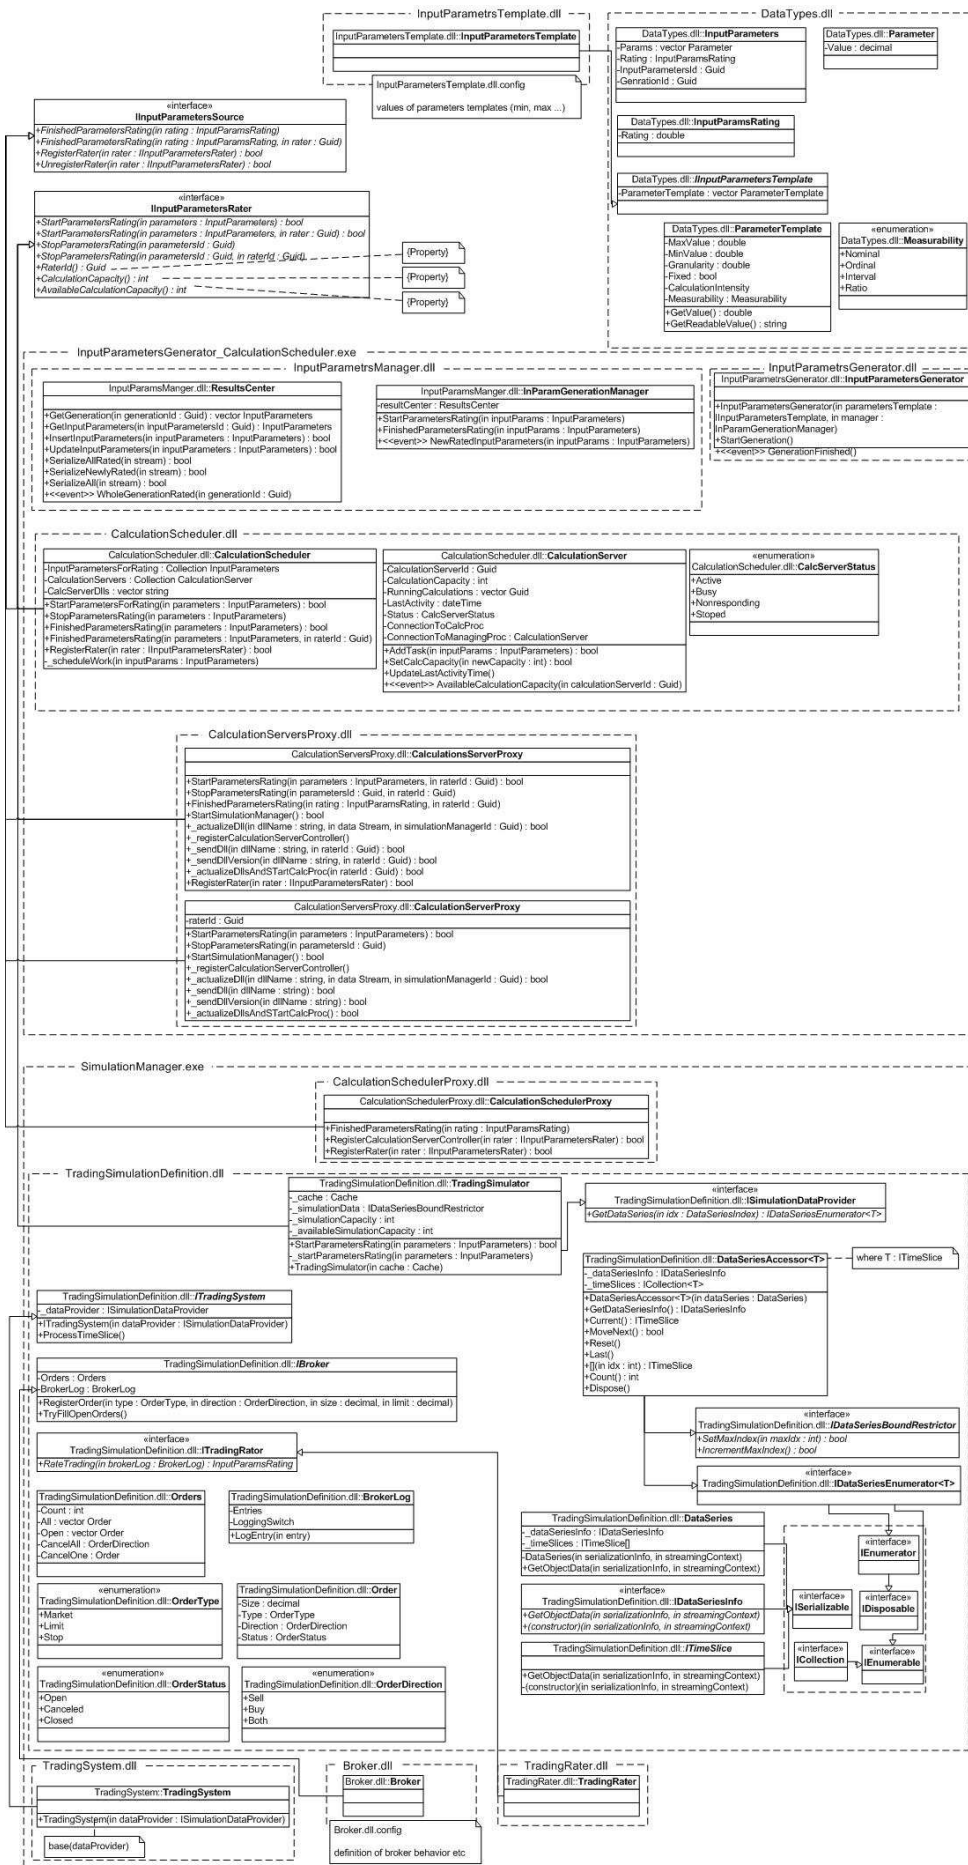 InputParametrsTemplate.dll
InputParametersTemplate.dll::InputParametersTemplate
InputParametersTemplate.dll.config
values of parameters templates (min, max ...)
DataTypes.dll
DataTypes.dll::InputParameters
-Params : vector Parameter
-Rating : InputParamsRating
-InputParametersId : Guid
-GenrationId : Guid
DataTypes.dll::Parameter
-Value : decimal
DataTypes.dll::InputParamsRating
-Rating : double
DataTypes.dll::IInputParametersTemplate
-ParameterTemplate : vector ParameterTemplate
DataTypes.dll::ParameterTemplate
-MaxValue : double
-MinValue : double
-Granularity : double
-Fixed : bool
-CalculationIntensity
-Measurability : Measurability
+GetValue() : double
+GetReadableValue() : string
«enumeration»
DataTypes.dll::Measurability
+Nominal
+Ordinal
+Interval
+Ratio
«interface»
IInputParametersSource
+FinishedParametersRating(in rating : InputParamsRating)
+FinishedParametersRating(in rating : InputParamsRating, in rater : Guid)
+RegisterRater(in rater : IInputParametersRater) : bool
+UnregisterRater(in rater : IInputParametersRater) : bool
«interface»
IInputParametersRater
+StartParametersRating(in parameters : InputParameters) : bool
+StartParametersRating(in parameters : InputParameters, in rater : Guid) : bool
+StopParametersRating(in parametersId : Guid)
+StopParametersRating(in parametersId : Guid, in raterId : Guid)
+RaterId() : Guid
+CalculationCapacity() : int
+AvailableCalculationCapacity() : int
{Property}
{Property}
{Property}
InputParametersGenerator_CalculationScheduler.exe
InputParametrsManager.dll
InputParamsManger.dll::ResultsCenter
+GetGeneration(in generationId : Guid) : vector InputParameters
+GetInputParameters(in inputParametersId : Guid) : InputParameters
+InsertInputParameters(in inputParameters : InputParameters) : bool
+UpdateInputParameters(in inputParameters : InputParameters) : bool
+SerializeAllRated(in stream) : bool
+SerializeNewlyRated(in stream) : bool
+SerializeAll(in stream) : bool
+<<event>> WholeGenerationRated(in generationId : Guid)
InputParamsManger.dll::InParamGenerationManager
-resultCenter : ResultsCenter
+StartParametersRating(in inputParams : InputParameters)
+FinishedParametersRating(in inputParams : InputParameters)
+<<event>> NewRatedInputParameters(in inputParams : InputParameters)
InputParametrsGenerator.dll
InputParametrsGenerator.dll::InputParametersGenerator
+InputParametersGenerator(in parametersTemplate :
IInputParametersTemplate, in manager :
InParamGenerationManager)
+StartGeneration()
+<<event>> GenerationFinished()
CalculationScheduler.dll
CalculationScheduler.dll::CalculationScheduler
-InputParametersForRating : Collection InputParameters
-CalculationServers : Collection CalculationServer
-CalcServerDlls : vector string
+StartParametersForRating(in parameters : InputParameters) : bool
+StopParametersRating(in parameters : InputParameters)
+FinishedParametersRating(in parameters : InputParameters) : bool
+FinishedParametersRating(in parameters : InputParameters, in raterId : Guid)
+RegisterRater(in rater : IInputParametersRater) : bool
-_scheduleWork(in inputParams : InputParameters)
CalculationScheduler.dll::CalculationServer
-CalculationServerId : Guid
-CalculationCapacity : int
-RunningCalculations : vector Guid
-LastActivity : dateTime
-Status : CalcServerStatus
-ConnectionToCalcProc
-ConnectionToManagingProc : CalculationServer
+AddTask(in inputParams : InputParameters) : bool
+SetCalcCapacity(in newCapacity : int) : bool
+UpdateLastActivityTime()
+<<event>> AvailableCalculationCapacity(in calculationServerId : Guid)
«enumeration»
CalculationScheduler.dll::CalcServerStatus
+Active
+Busy
+Nonresponding
+Stoped
CalculationServersProxy.dll
CalculationServersProxy.dll::CalculationsServerProxy
+StartParametersRating(in parameters : InputParameters, in raterId : Guid) : bool
+StopParametersRating(in parametersId : Guid, in raterId : Guid)
+FinishedParametersRating(in rating : InputParamsRating, in raterId : Guid)
+StartSimulationManager() : bool
+_actualizeDll(in dllName : string, in data Stream, in simulationManagerId : Guid) : bool
+_registerCalculationServerController()
+_sendDll(in dllName : string, in raterId : Guid) : bool
+_sendDllVersion(in dllName : string, in raterId : Guid) : bool
+_actualizeDllsAndSTartCalcProc(in raterId : Guid) : bool
+RegisterRater(in rater : IInputParametersRater) : bool
CalculationServersProxy.dll::CalculationServerProxy
-raterId : Guid
+StartParametersRating(in parameters : InputParameters) : bool
+StopParametersRating(in parametersId : Guid)
+StartSimulationManager() : bool
+_registerCalculationServerController()
+_actualizeDll(in dllName : string, in data Stream, in simulationManagerId : Guid) : bool
+_sendDll(in dllName : string) : bool
+_sendDllVersion(in dllName : string) : bool
+_actualizeDllsAndSTartCalcProc() : bool
SimulationManager.exe
CalculationSchedulerProxy.dll
CalculationSchedulerProxy.dll::CalculationSchedulerProxy
+FinishedParametersRating(in rating : InputParamsRating)
+RegisterCalculationServerController(in rater : IInputParametersRater) : bool
+RegisterRater(in rater : IInputParametersRater) : bool
TradingSimulationDefinition.dll
TradingSimulationDefinition.dll::TradingSimulator
-_cache : Cache
-_simulationData : IDataSeriesBoundRestrictor
-_simulationCapacity : int
-_availableSimulationCapacity : int
+StartParametersRating(in parameters : InputParameters) : bool
-_startParametersRating(in parameters : InputParameters)
+TradingSimulator(in cache : Cache)
«interface»
TradingSimulationDefinition.dll::ISimulationDataProvider
+GetDataSeries(in idx : DataSeriesIndex) : IDataSeriesEnumerator<T>
TradingSimulationDefinition.dll::DataSeriesAccessor<T>
-_dataSeriesInfo : IDataSeriesInfo
-_timeSlices : ICollection<T>
+DataSeriesAccessor<T>(in dataSeries : DataSeries)
+GetDataSeriesInfo() : IDataSeriesInfo
+Current() : ITimeSlice
+MoveNext() : bool
+Reset()
+Last()
+[](in idx : int) : ITimeSlice
+Count() : int
+Dispose()
where T : ITimeSlice
TradingSimulationDefinition.dll::ITradingSystem
-_dataProvider : ISimulationDataProvider
+ITradingSystem(in dataProvider : ISimulationDataProvider)
+ProcessTimeSlice()
TradingSimulationDefinition.dll::IBroker
-Orders : Orders
-BrokerLog : BrokerLog
+RegisterOrder(in type : OrderType, in direction : OrderDirection, in size : decimal, in limit : decimal)
+TryFillOpenOrders()
«interface»
TradingSimulationDefinition.dll::IDataSeriesBoundRestrictor
+SetMaxIndex(in maxIdx : int) : bool
+IncrementMaxIndex() : bool
«interface»
TradingSimulationDefinition.dll::ITradingRator
+RateTrading(in brokerLog : BrokerLog) : InputParamsRating
«interface»
TradingSimulationDefinition.dll::IDataSeriesEnumerator<T>
TradingSimulationDefinition.dll::Orders
-Count : int
-All : vector Order
-Open : vector Order
-CancelAll : OrderDirection
-CancelOne : Order
TradingSimulationDefinition.dll::BrokerLog
-Entries
-LoggingSwitch
+LogEntry(in entry)
TradingSimulationDefinition.dll::DataSeries
-_dataSeriesInfo : IDataSeriesInfo
-_timeSlices : ITimeSlice[]
-DataSeries(in serializationInfo, in streamingContext)
+GetObjectData(in serializationInfo, in streamingContext)
«interface»
IEnumerator
«enumeration»
TradingSimulationDefinition.dll::OrderType
+Market
+Limit
+Stop
TradingSimulationDefinition.dll::Order
-Size : decimal
-Type : OrderType
-Direction : OrderDirection
-Status : OrderStatus
«interface»
TradingSimulationDefinition.dll::IDataSeriesInfo
+GetObjectData(in serializationInfo, in streamingContext)
+(constructor)(in serializationInfo, in streamingContext)
«interface»
ISerializable
«interface»
IDisposable
TradingSimulationDefinition.dll::ITimeSlice
+GetObjectData(in serializationInfo, in streamingContext)
-(constructor)(in serializationInfo, in streamingContext)
«interface»
ICollection
«interface»
IEnumerable
«enumeration»
TradingSimulationDefinition.dll::OrderStatus
+Open
+Canceled
+Closed
«enumeration»
TradingSimulationDefinition.dll::OrderDirection
+Sell
+Buy
+Both
TradingSystem.dll
TradingSystem::TradingSystem
+TradingSystem(in dataProvider : ISimulationDataProvider)
base(dataProvider)
Broker.dll
Broker.dll::Broker
Broker.dll.config
definition of broker behavior etc
TradingRater.dll
TradingRater.dll::TradingRater